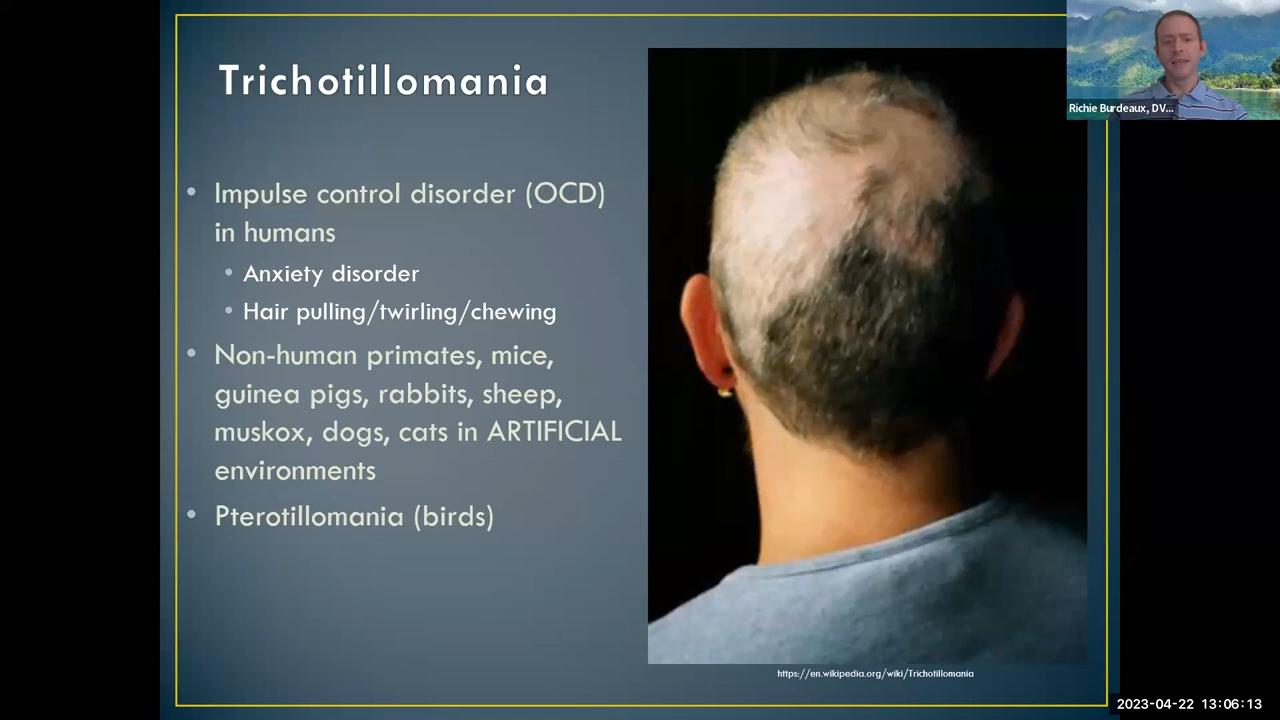 Trichotillomania
• Impulse control disorder (OCD)
in humans
• Anxiety disorder
• Hair pulling/twirling/chewing
• Non-human primates, mice,
guinea pigs, rabbits, sheep,
muskox, dogs, cats in ARTIFICIAL
environments
• Pterotillomania (birds)
https://en.wikipedia.org/wiki/Trichotillomania
Richie Burdeaux, DV...
2023-04-22 13:06:13